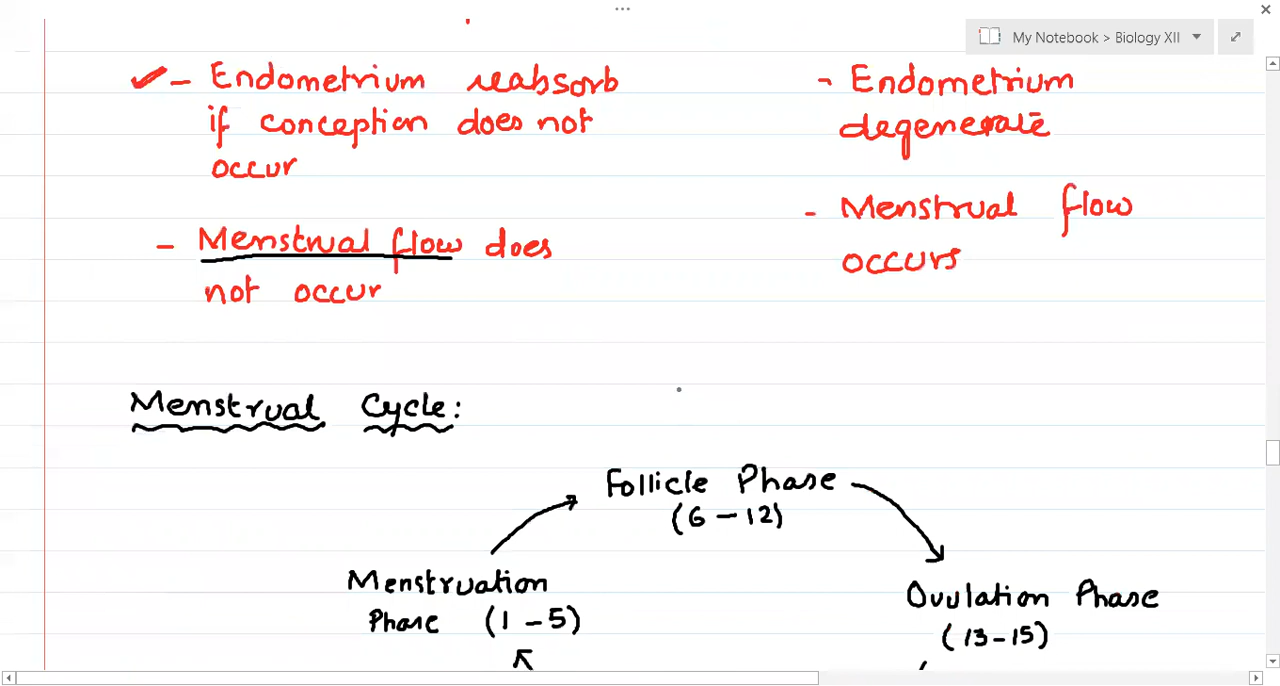 My Notebook > Biology XII
- Endometrium reabsorb
if conception does not
occur
- Menstrual flow does
not occur
- Endometrium
degenerate
- Menstrual flow
occurs
Menstrual Cycle:
Follicle Phase
(6 - 12)
Menstruation
Phase (1 - 5)
Ovulation Phase
(13-15)